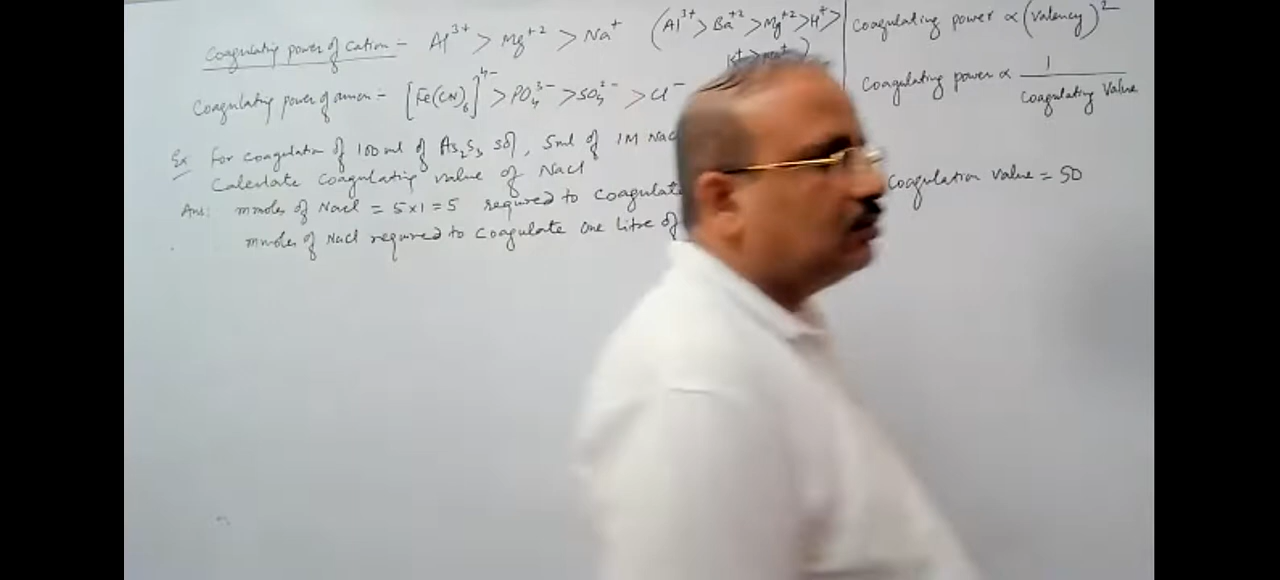 Coagulating power of Cation :- Al³⁺ > Mg⁺² > Na⁺ (Al³⁺ > Ba⁺² > Mg⁺² > H⁺ >
Coagulating power of anion :- [Fe(CN)₆]⁴⁻ > PO₄³⁻ > SO₄²⁻ > Cl⁻
Coagulating power ∝ (valency)²
Coagulating power ∝ 1 / Coagulating Value
Ex For Coagulation of 100 ml of As₂S₃ sol, 5ml of 1M NaCl
Calculate Coagulating value of NaCl
Ans: mmoles of NaCl = 5×1 = 5 required to Coagulate
mmoles of NaCl required to Coagulate One litre of
Coagulation Value = 50